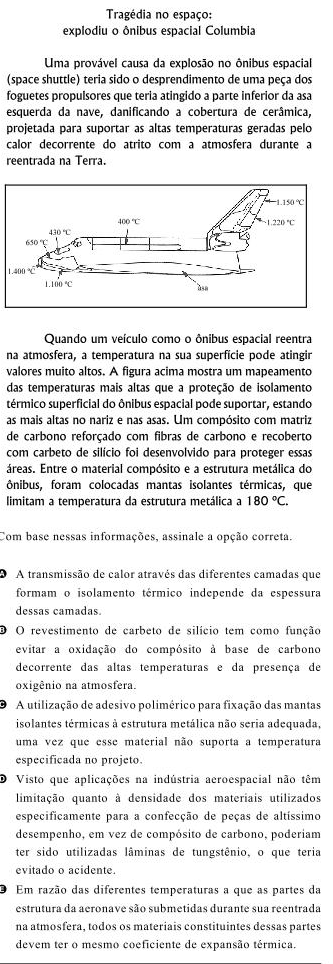 Tragédia no espaço:
explodiu o ônibus espacial Columbia
Uma provável causa da explosão no ônibus espacial
(space shuttle) teria sido o desprendimento de uma peça dos
foguetes propulsores que teria atingido a parte inferior da asa
esquerda da nave, danificando a cobertura de cerâmica,
projetada para suportar as altas temperaturas geradas pelo
calor decorrente do atrito com a atmosfera durante a
reentrada na Terra.
1.150 ºC
400 ºC
1.220 ºC
430 ºC
650 ºC
1.400 ºC
1.100 ºC
asa
Quando um veículo como o ônibus espacial reentra
na atmosfera, a temperatura na sua superfície pode atingir
valores muito altos. A figura acima mostra um mapeamento
das temperaturas mais altas que a proteção de isolamento
térmico superficial do ônibus espacial pode suportar, estando
as mais altas no nariz e nas asas. Um compósito com matriz
de carbono reforçado com fibras de carbono e recoberto
com carbeto de silício foi desenvolvido para proteger essas
áreas. Entre o material compósito e a estrutura metálica do
ônibus, foram colocadas mantas isolantes térmicas, que
limitam a temperatura da estrutura metálica a 180 ºC.
Com base nessas informações, assinale a opção correta.
A A transmissão de calor através das diferentes camadas que
formam o isolamento térmico independe da espessura
dessas camadas.
B O revestimento de carbeto de silício tem como função
evitar a oxidação do compósito à base de carbono
decorrente das altas temperaturas e da presença de
oxigênio na atmosfera.
C A utilização de adesivo polimérico para fixação das mantas
isolantes térmicas à estrutura metálica não seria adequada,
uma vez que esse material não suporta a temperatura
especificada no projeto.
D Visto que aplicações na indústria aeroespacial não têm
limitação quanto à densidade dos materiais utilizados
especificamente para a confecção de peças de altíssimo
desempenho, em vez de compósito de carbono, poderiam
ter sido utilizadas lâminas de tungstênio, o que teria
evitado o acidente.
E Em razão das diferentes temperaturas a que as partes da
estrutura da aeronave são submetidas durante sua reentrada
na atmosfera, todos os materiais constituintes dessas partes
devem ter o mesmo coeficiente de expansão térmica.